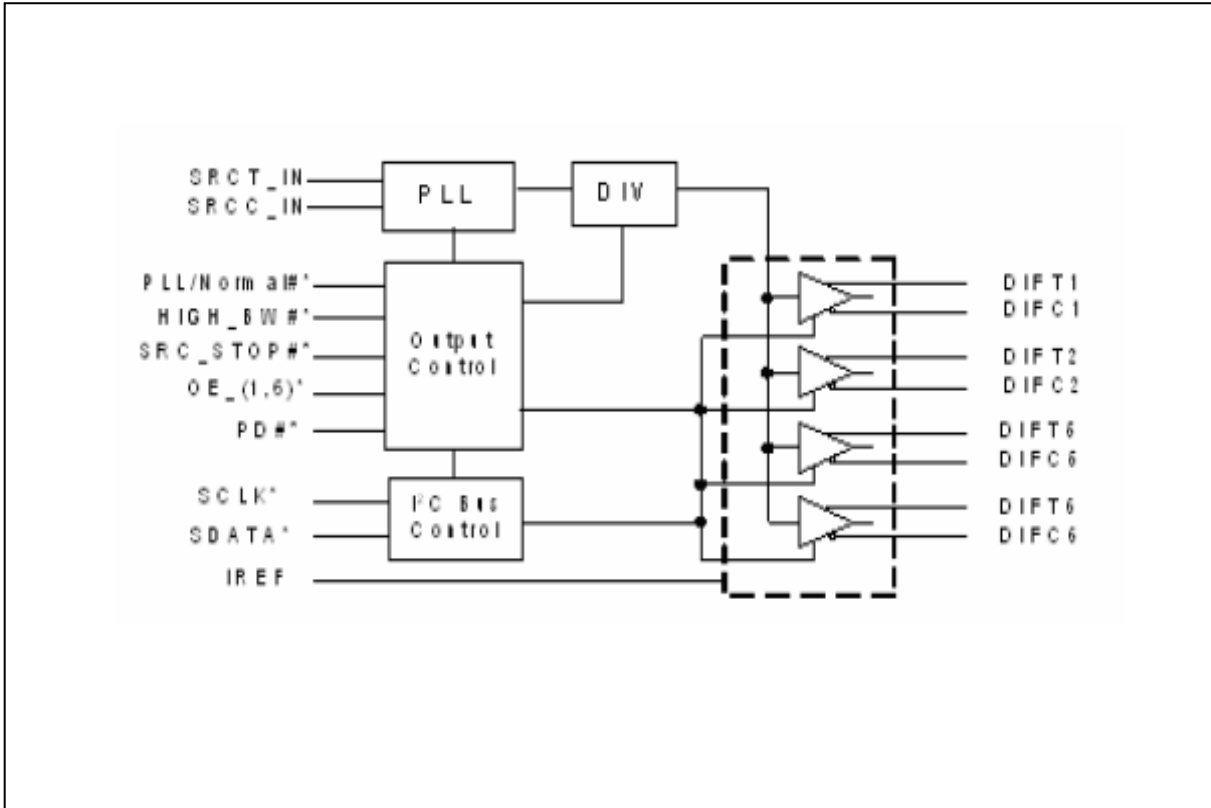 SRCT_IN
SRCC_IN
PLL
DIV
PLL/Normal#*
HIGH_BW#*
SRC_STOP#*
OE_(1,6)*
PD#*
Output
Control
SCLK*
SDATA*
I²C Bus
Control
IREF
DIFT1
DIFC1
DIFT2
DIFC2
DIFT5
DIFC5
DIFT6
DIFC6